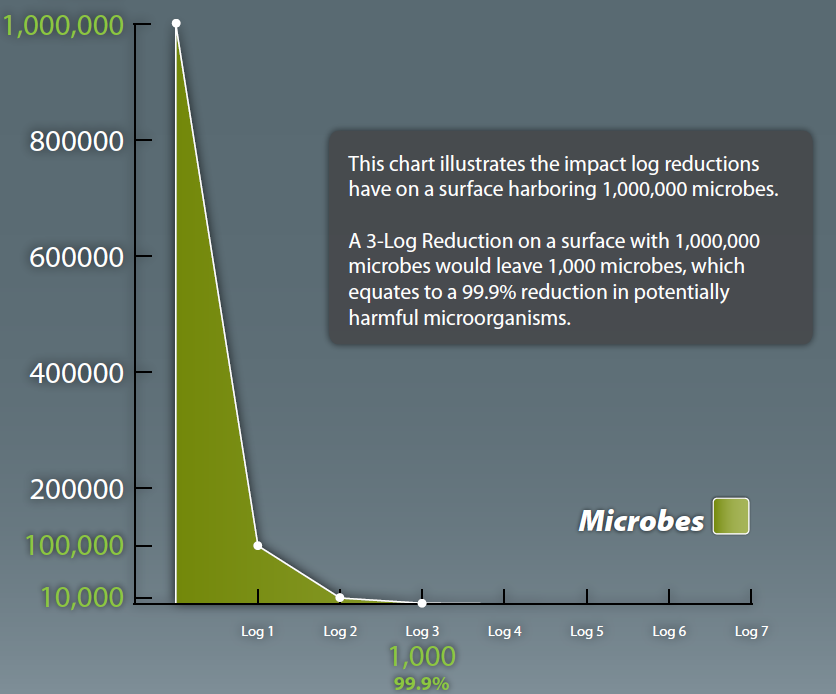 1,000,000
800000
600000
400000
200000
100,000
10,000
This chart illustrates the impact log reductions
have on a surface harboring 1,000,000 microbes.
A 3-Log Reduction on a surface with 1,000,000
microbes would leave 1,000 microbes, which
equates to a 99.9% reduction in potentially
harmful microorganisms.
Microbes
Log 1 Log 2 Log 3 Log 4 Log 5 Log 6 Log 7
1,000
99.9%